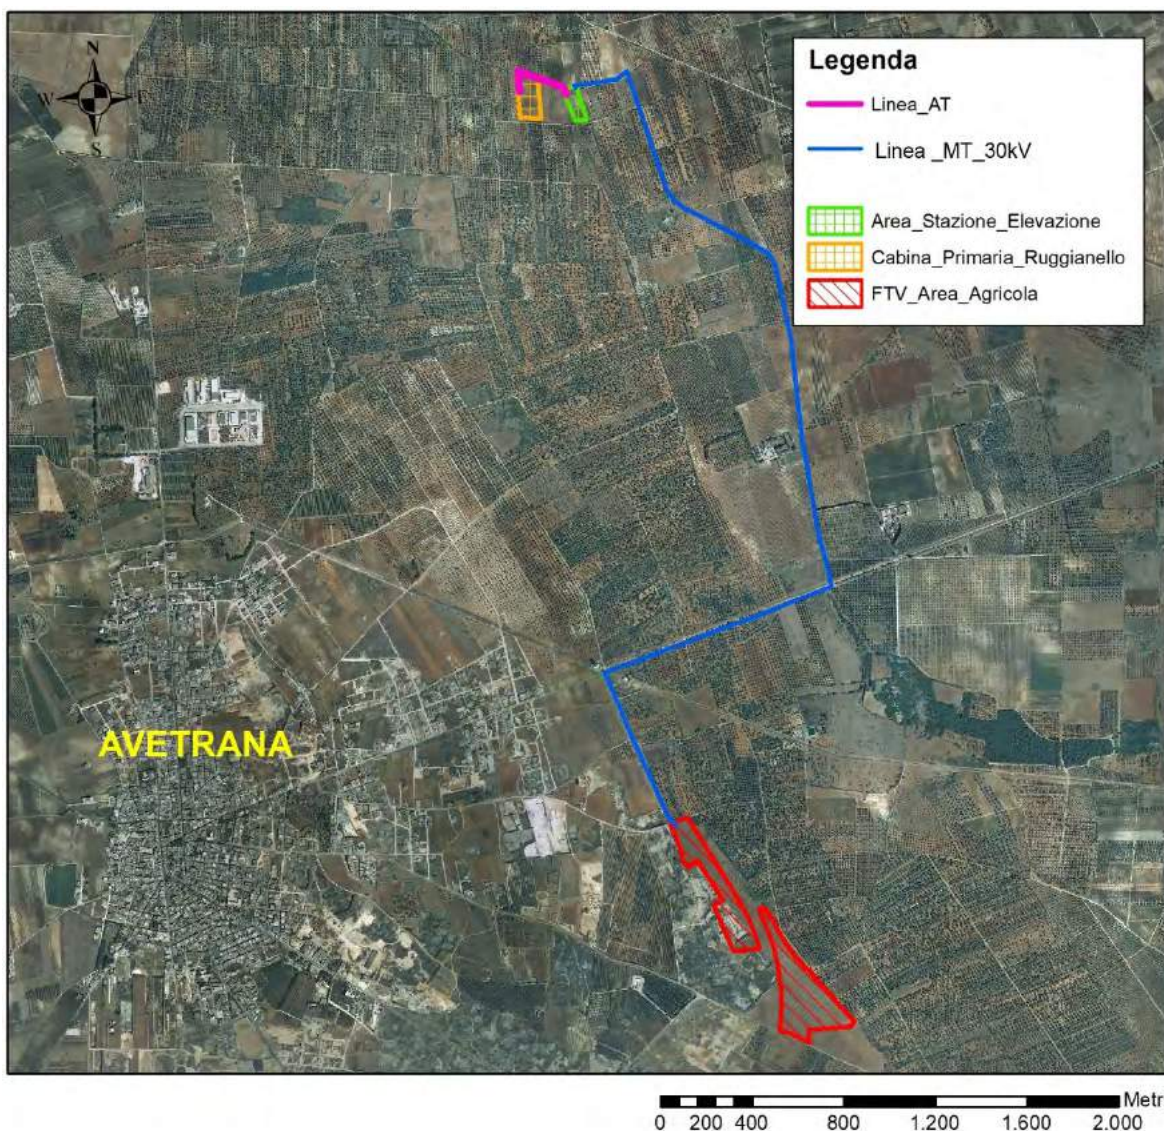 N
W E
S
Legenda
Linea_AT
Linea _MT_30kV
Area_Stazione_Elevazione
Cabina_Primaria_Ruggianello
FTV_Area_Agricola
AVETRANA
Metr
0 200 400 800 1.200 1.600 2.000